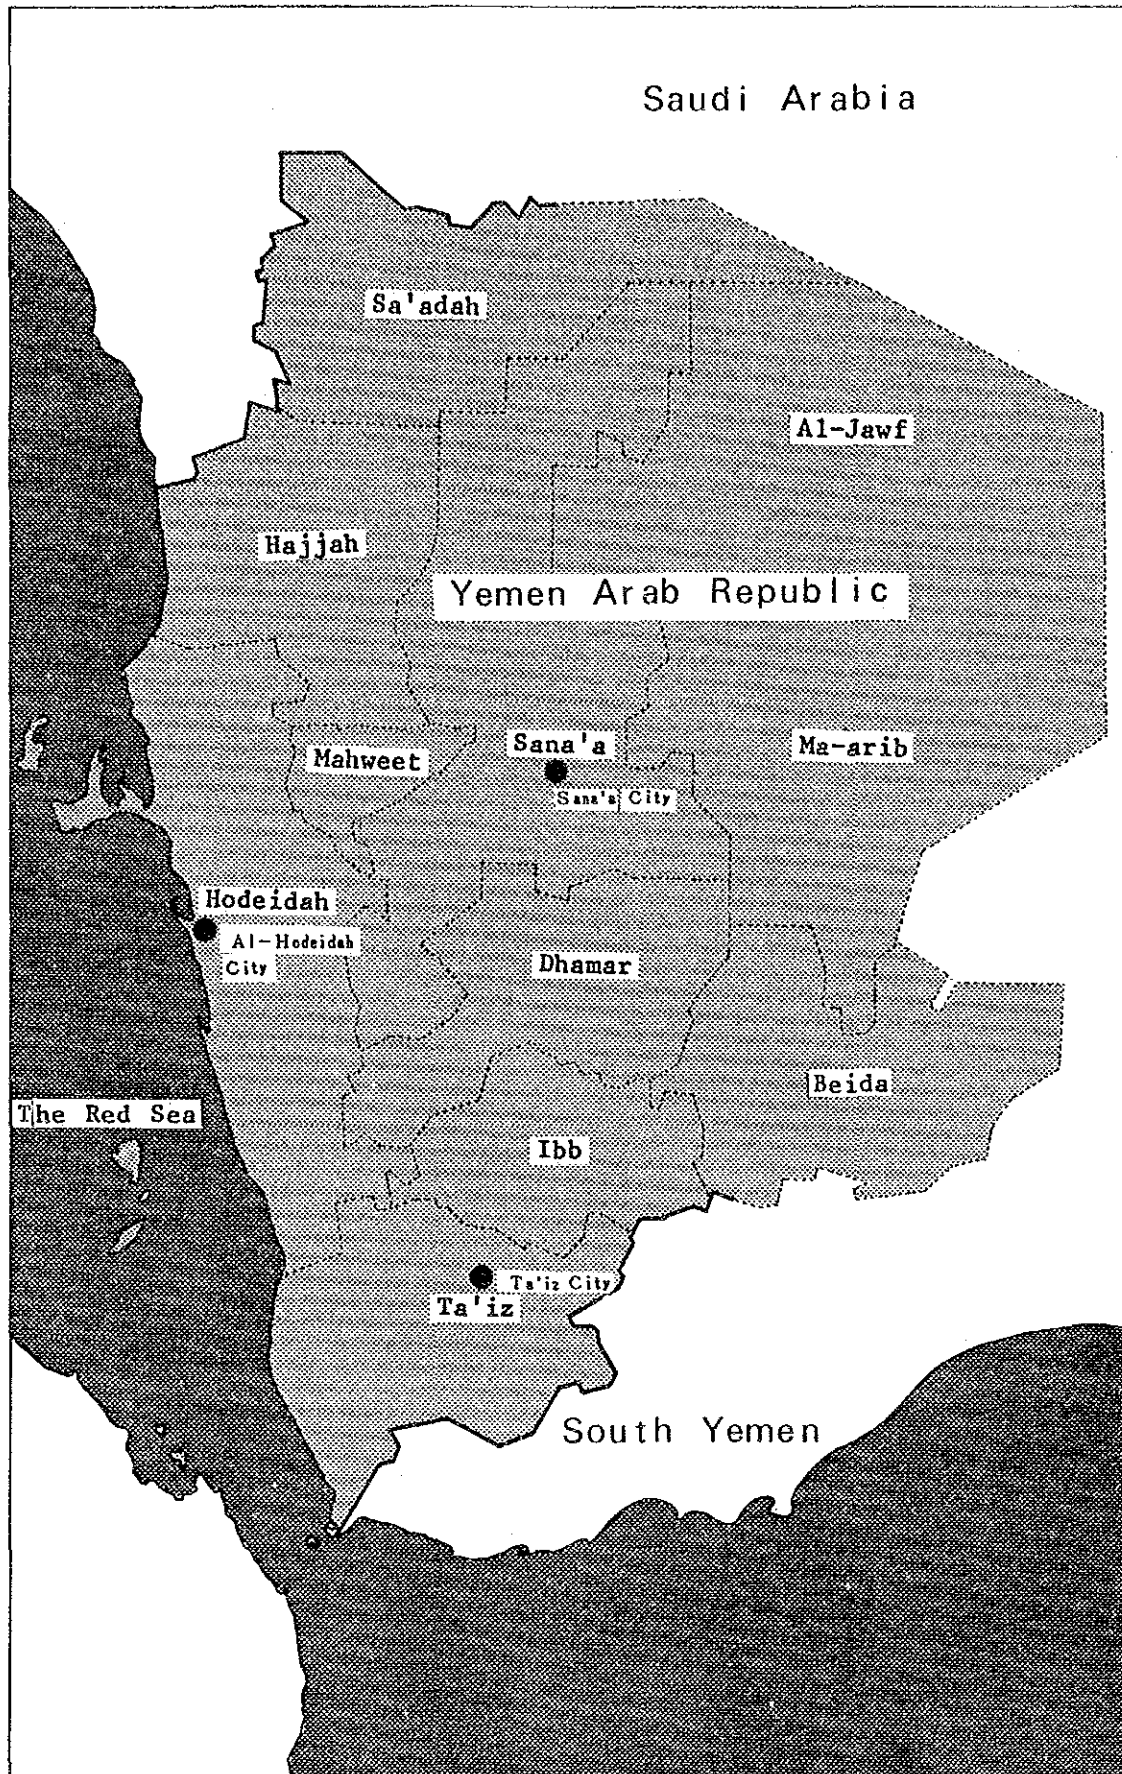 Saudi Arabia
Sa'adah
Al-Jawf
Hajjah
Yemen Arab Republic
Sana'a
Mahweet
Ma-arib
Sana'a City
Hodeidah
Al-Hodeidah
City
Dhamar
Beida
The Red Sea
Ibb
Ta'iz City
Ta'iz
South Yemen